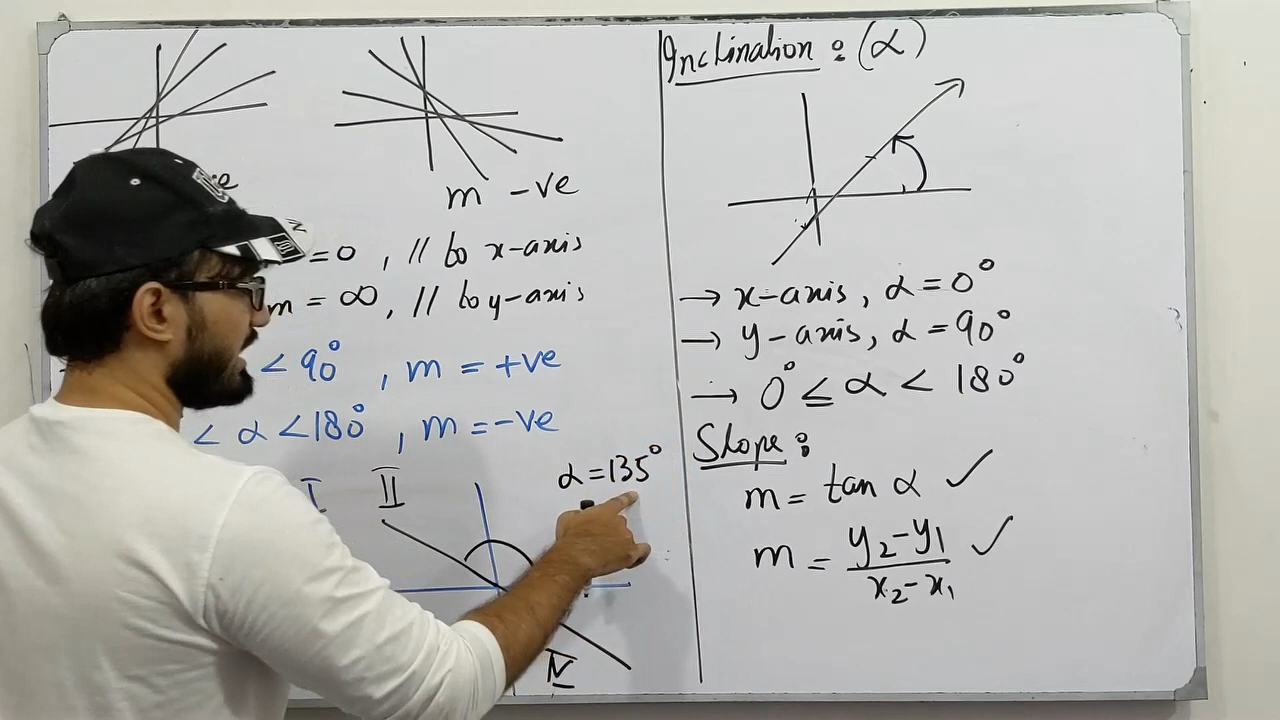 m -ve
=0, // to x-axis
m = ∞, // to y-axis
< 90°, m = +ve
< α < 180°, m = -ve
I II
α = 135°
IV
Inclination : (α)
→ x-axis, α = 0°
→ y-axis, α = 90°
→ 0° ≤ α < 180°
Slope :
m = tan α ✓
m = y₂-y₁ / x₂-x₁ ✓